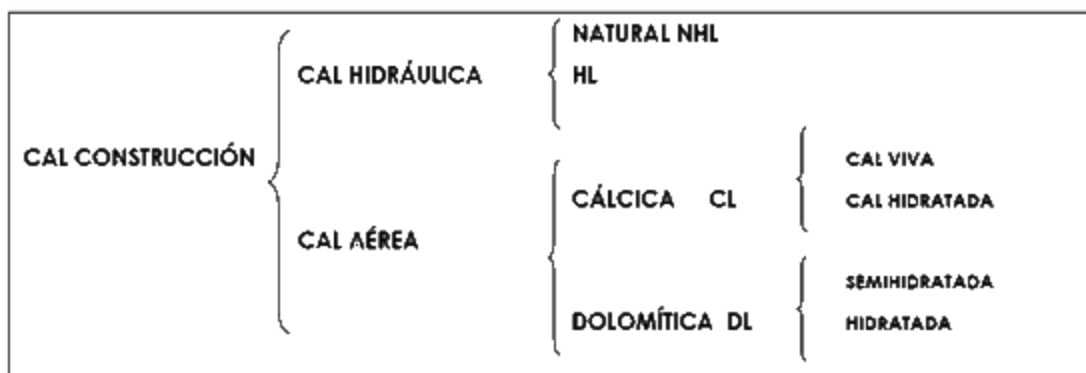 NATURAL NHL
CAL HIDRÁULICA
HL
CAL CONSTRUCCIÓN
CAL VIVA
CÁLCICA CL
CAL HIDRATADA
CAL AÉREA
SEMIHIDRATADA
DOLOMÍTICA DL
HIDRATADA